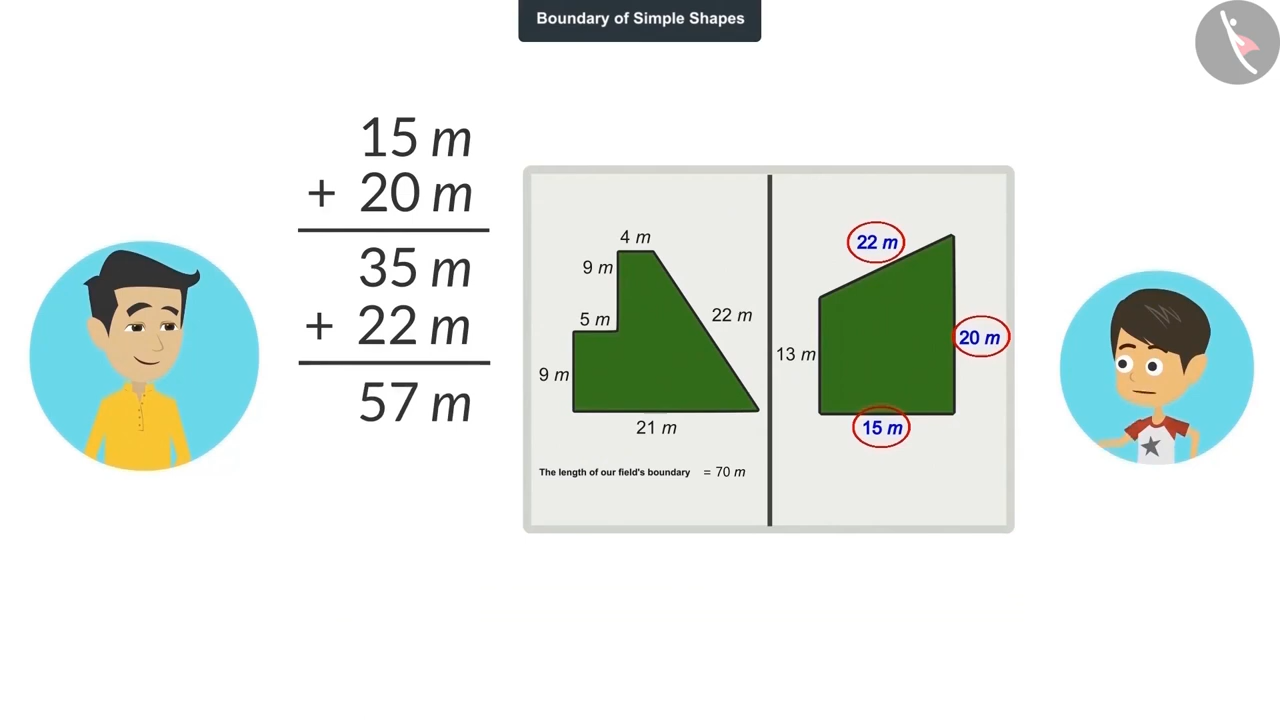 Boundary of Simple Shapes
15 m
+ 20 m
35 m
+ 22 m
57 m
4 m
9 m
5 m
22 m
9 m
21 m
The length of our field's boundary = 70 m
22 m
13 m
20 m
15 m